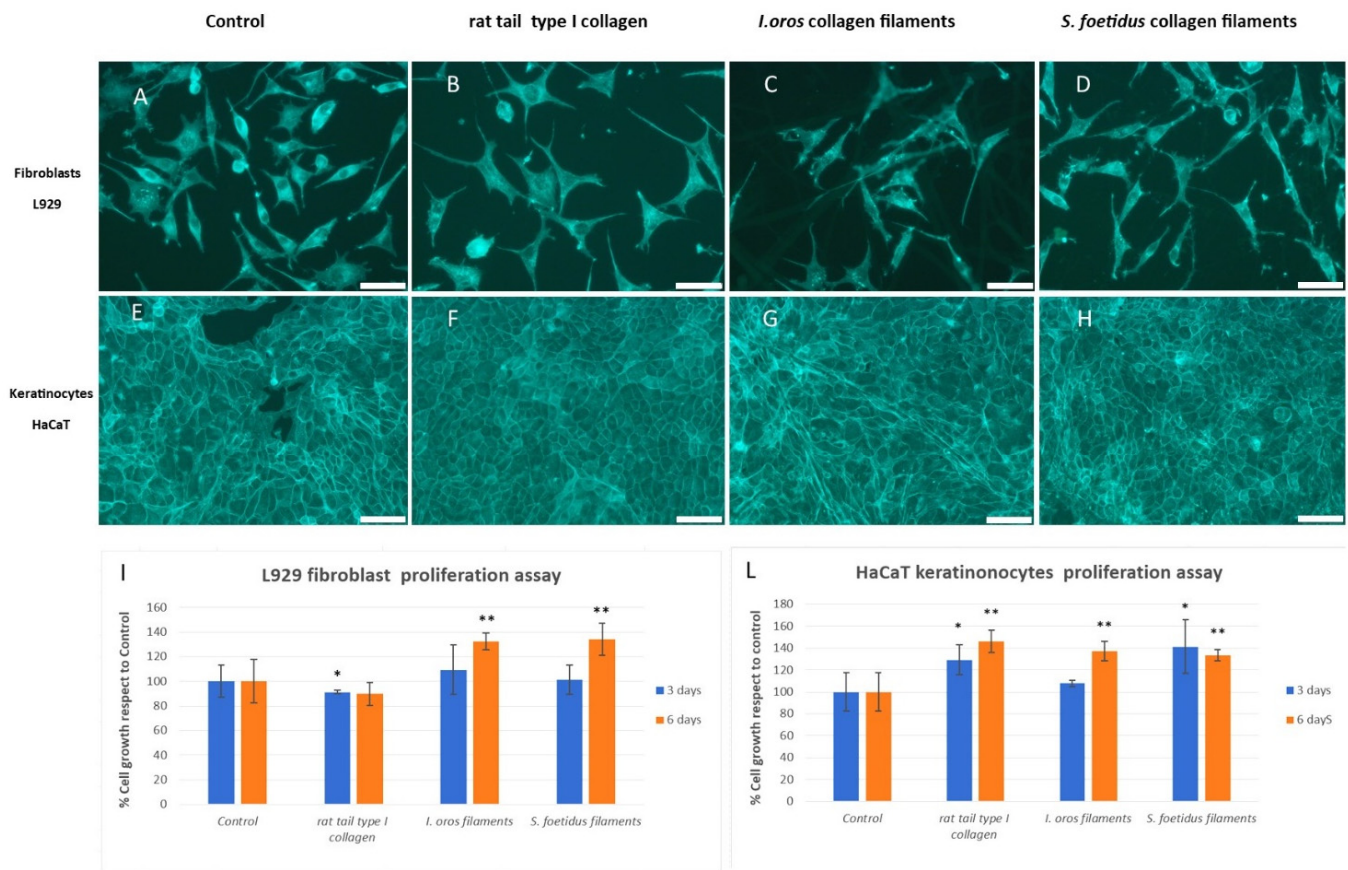 Control
rat tail type I collagen
I.oros collagen filaments
S. foetidus collagen filaments
Fibroblasts
L929
A
B
C
D
Keratinocytes
HaCaT
E
F
G
H
I
L929 fibroblast proliferation assay
% Cell growth respect to Control
160
140
120
100
80
60
40
20
0
*
**
**
Control
rat tail type I
collagen
I. oros filaments
S. foetidus filaments
3 days
6 days
L
HaCaT keratinonocytes proliferation assay
% Cell growth respect to control
180
160
140
120
100
80
60
40
20
0
*
**
**
*
**
Control
rat tail type I
collagen
I. oros filaments
S. foetidus filaments
3 days
6 dayS